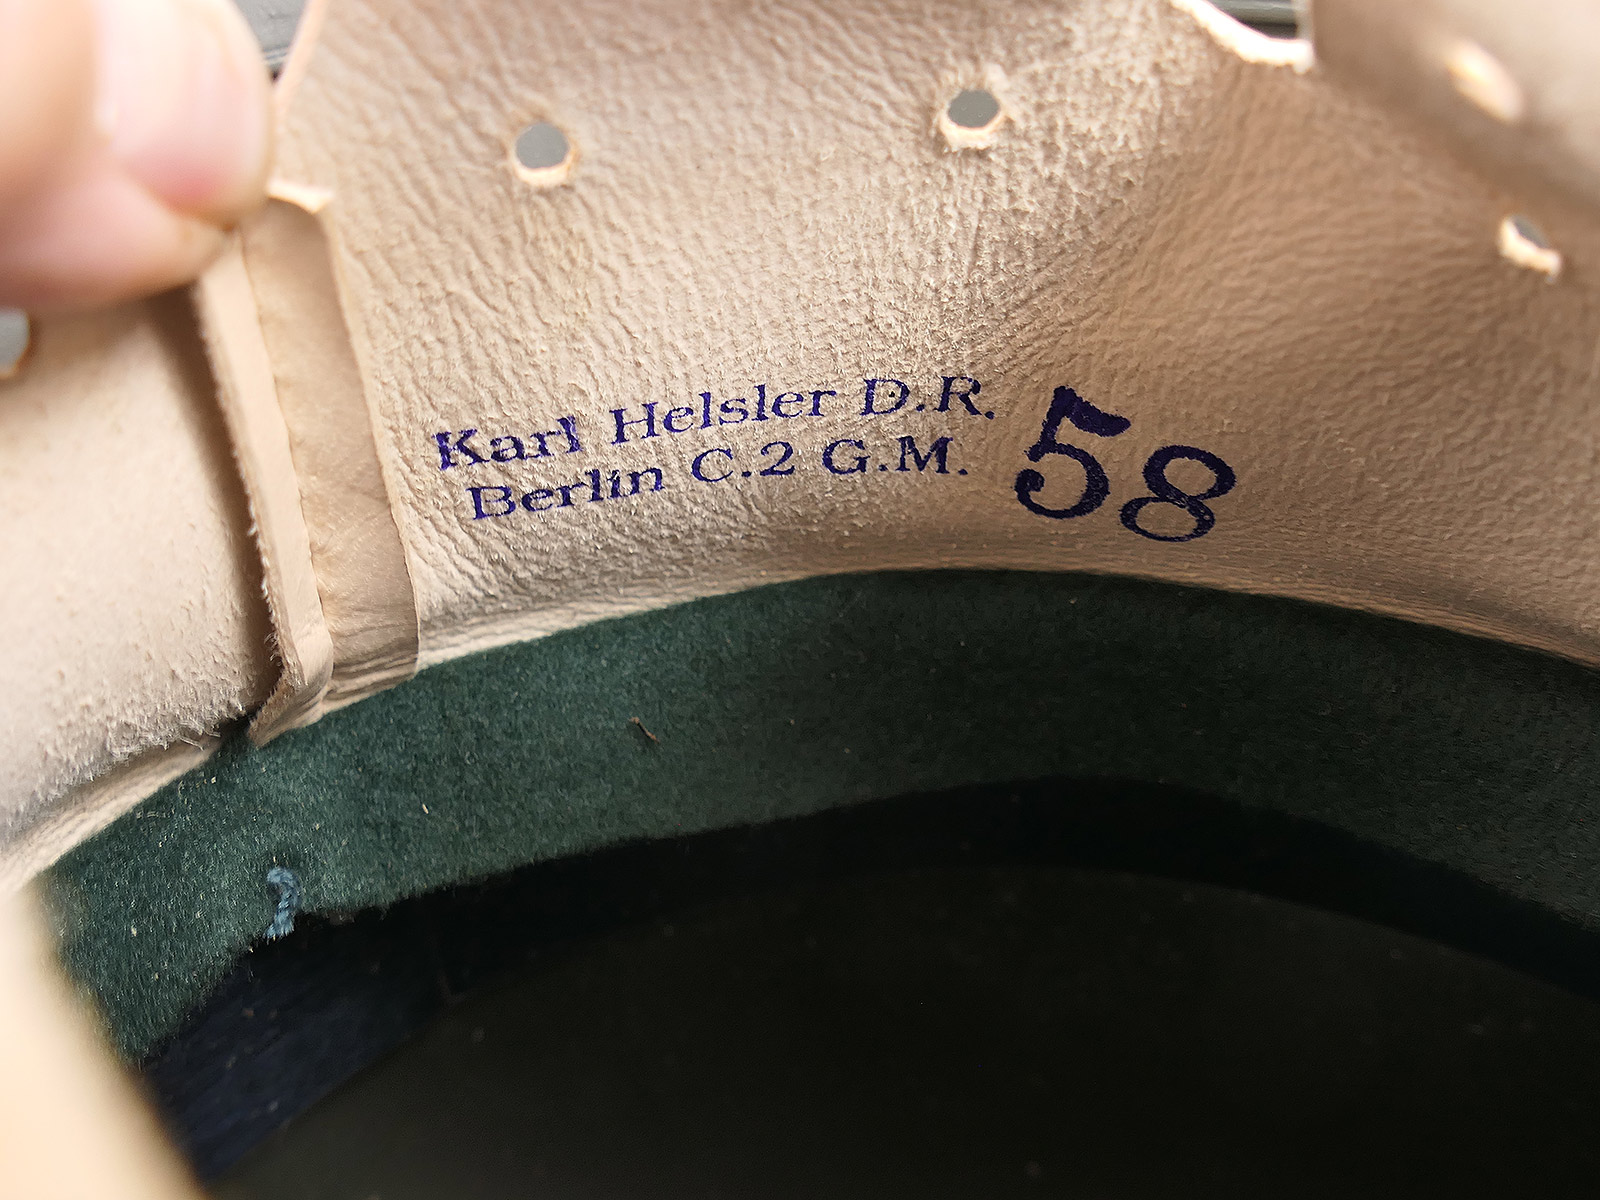 Karl Helsler D.R.
Berlin C.2 G.M.
58